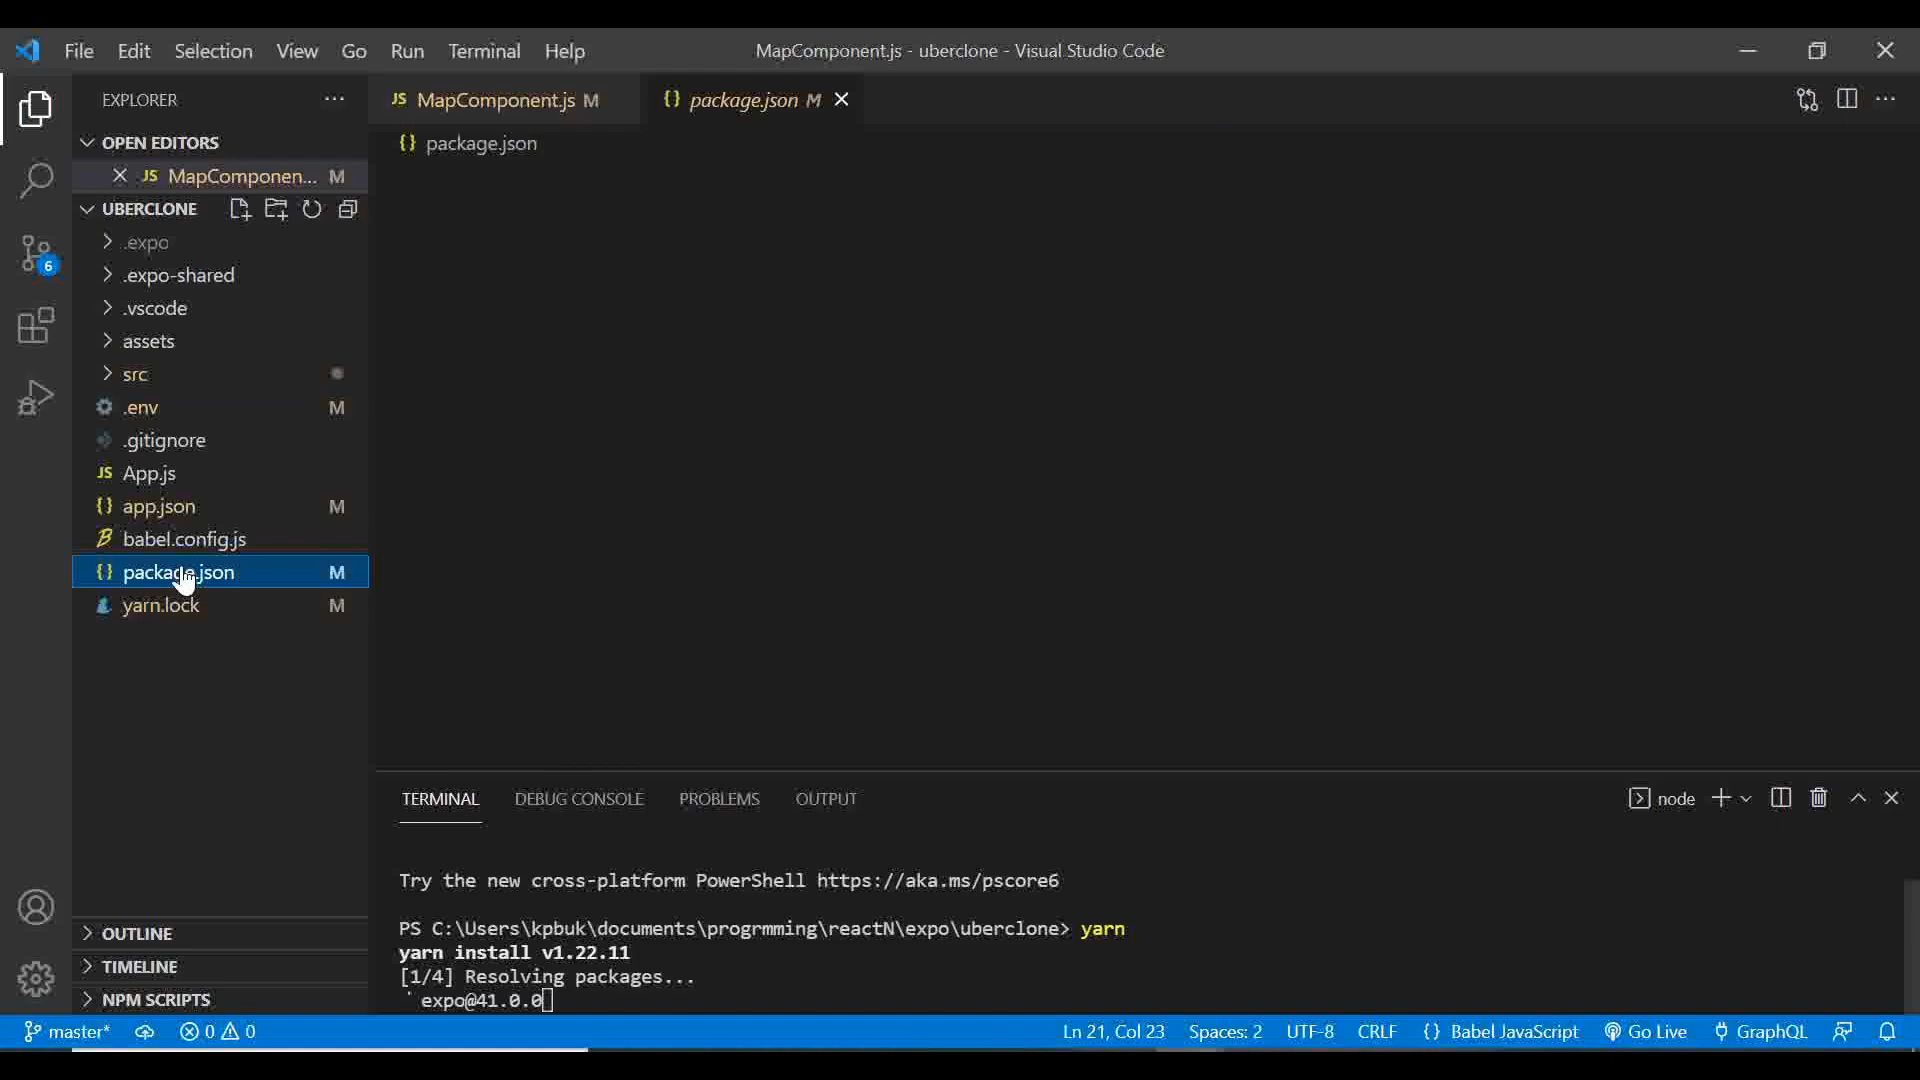 File Edit Selection View Go Run Terminal Help
MapComponent.js - uberclone - Visual Studio Code
EXPLORER
JS MapComponent.js M
{} package.json M
OPEN EDITORS
JS MapComponen... M
{} package.json
UBERCLONE
.expo
.expo-shared
.vscode
assets
src
.env M
.gitignore
JS App.js
{} app.json M
babel.config.js
{} package.json M
yarn.lock M
6
OUTLINE
TIMELINE
NPM SCRIPTS
TERMINAL DEBUG CONSOLE PROBLEMS OUTPUT
node
Try the new cross-platform PowerShell https://aka.ms/pscore6
PS C:\Users\kpbuk\documents\progrmming\reactN\expo\uberclone> yarn
yarn install v1.22.11
[1/4] Resolving packages...
` expo@41.0.0
master* 0 0 Ln 21, Col 23 Spaces: 2 UTF-8 CRLF {} Babel JavaScript Go Live GraphQL